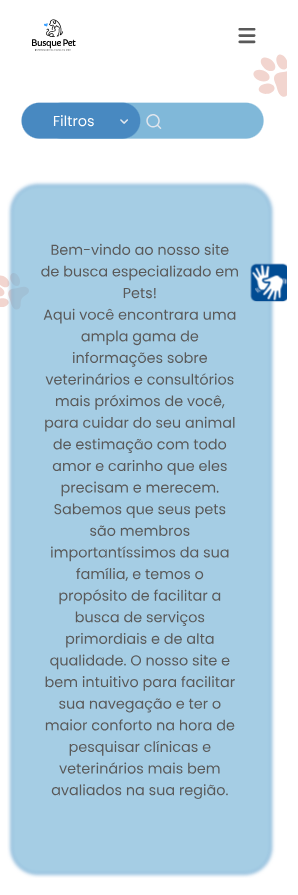 Busque Pet
Filtros
Bem-vindo ao nosso site
de busca especializado em
Pets!
Aqui você encontrara uma
ampla gama de
informações sobre
veterinários e consultórios
mais próximos de você,
para cuidar do seu animal
de estimação com todo
amor e carinho que eles
precisam e merecem.
Sabemos que seus pets
são membros
importantíssimos da sua
família, e temos o
propósito de facilitar a
busca de serviços
primordiais e de alta
qualidade. O nosso site e
bem intuitivo para facilitar
sua navegação e ter o
maior conforto na hora de
pesquisar clínicas e
veterinários mais bem
avaliados na sua região.